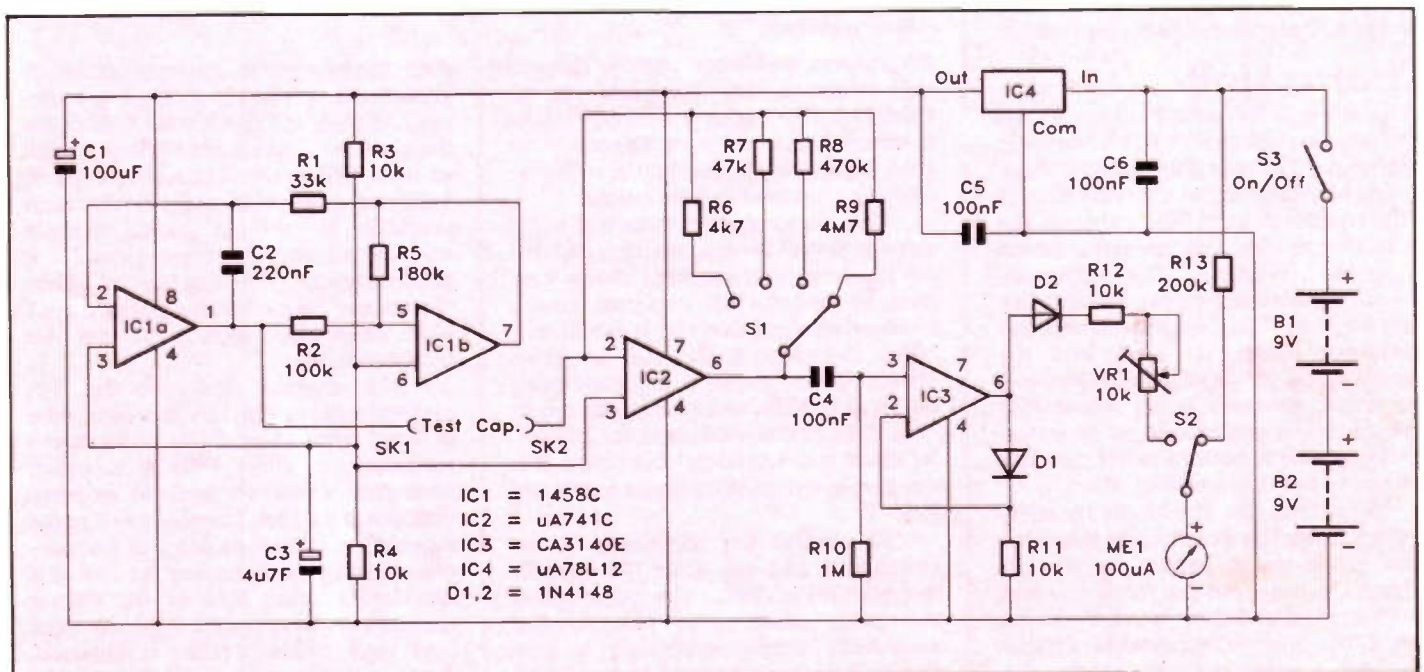 Out
IC4
In
Com
C1
100uF
R1
33k
R3
10k
R7
47k
R8
470k
C6
100nF
S3
On/Off
R6
4k7
R9
4M7
C5
100nF
C2
220nF
R5
180k
R13
200k
D2
R12
10k
B1
9V
+
-
2
3
8
4
1
IC1a
R2
100k
5
6
7
IC1b
S1
2
3
7
4
6
IC2
C4
100nF
3
2
7
4
6
IC3
VR1
10k
S2
(Test Cap.)
SK1
SK2
D1
B2
9V
+
-
IC1 = 1458C
IC2 = uA741C
IC3 = CA3140E
IC4 = uA78L12
D1,2 = 1N4148
C3
4u7F
R4
10k
R10
1M
R11
10k
ME1
100uA
+
-